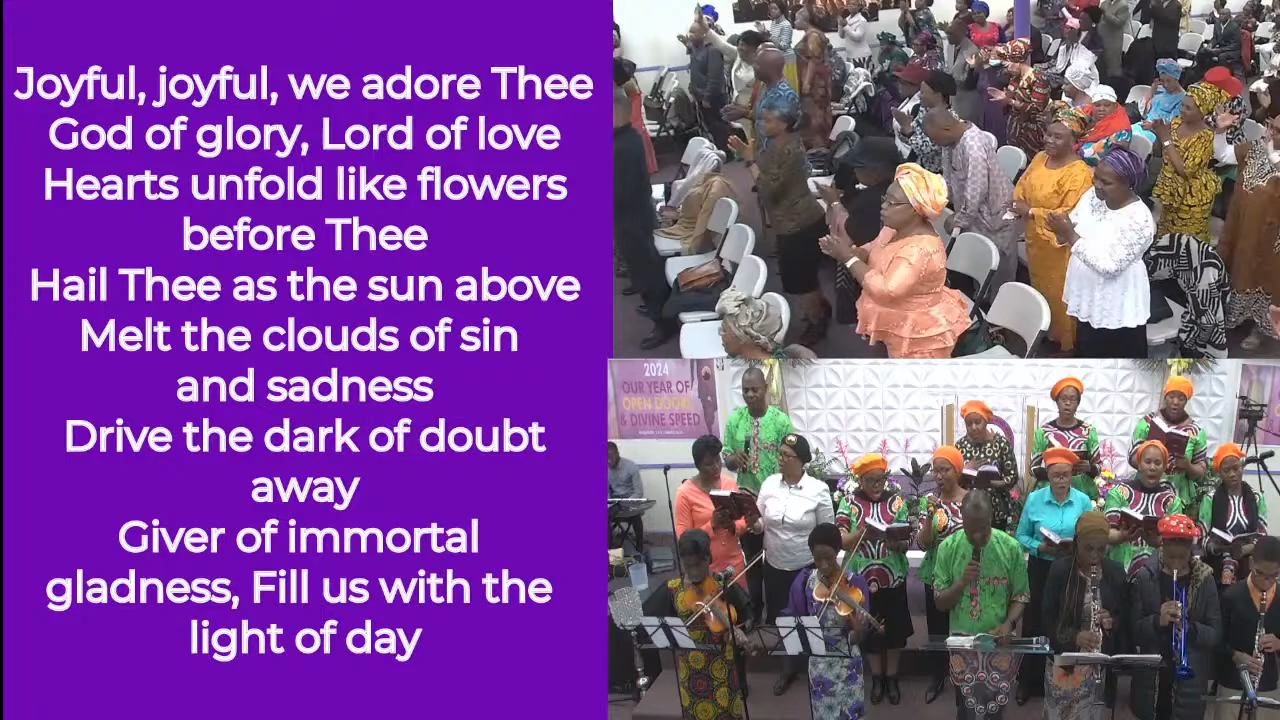 Joyful, joyful, we adore Thee
God of glory, Lord of love
Hearts unfold like flowers
before Thee
Hail Thee as the sun above
Melt the clouds of sin
and sadness
Drive the dark of doubt
away
Giver of immortal
gladness, Fill us with the
light of day
2024
OUR YEAR OF
OPEN DOORS
& DIVINE SPEED